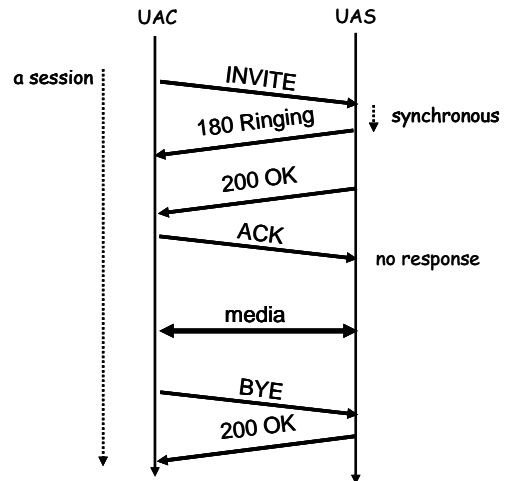 UAC UAS
a session
INVITE
synchronous
180 Ringing
200 OK
ACK
no response
media
BYE
200 OK